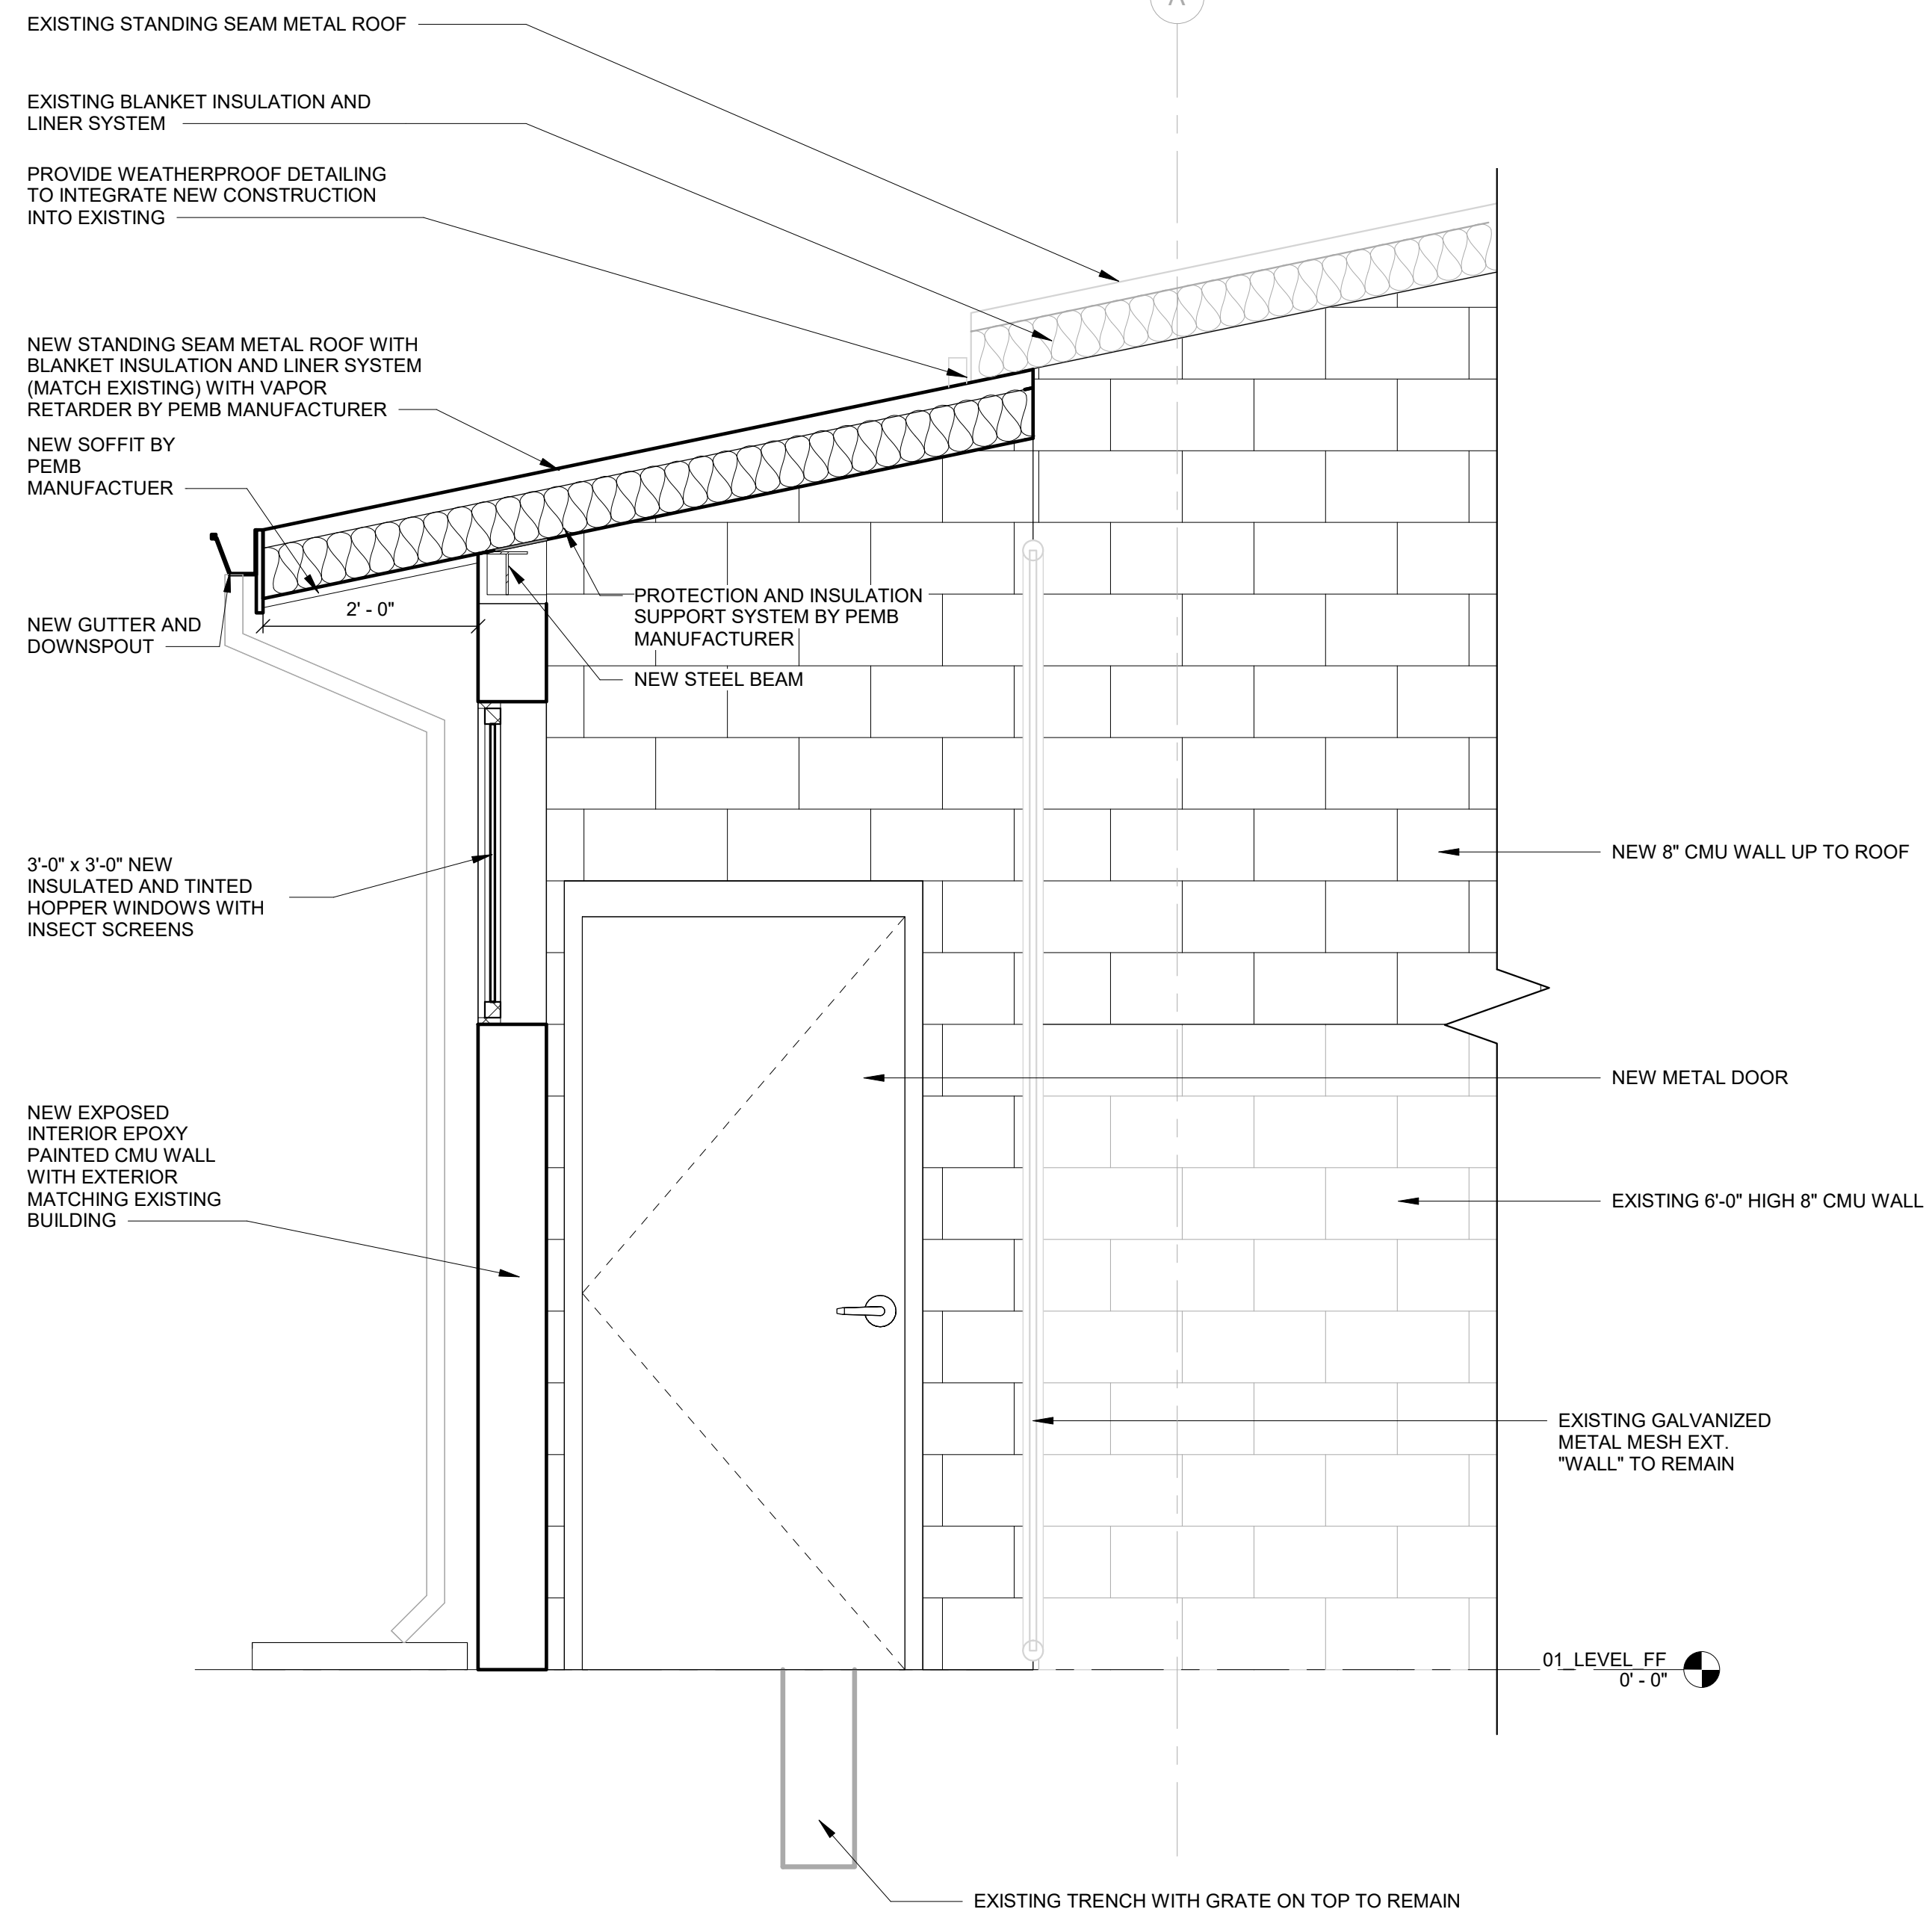 A
EXISTING STANDING SEAM METAL ROOF
EXISTING BLANKET INSULATION AND
LINER SYSTEM
PROVIDE WEATHERPROOF DETAILING
TO INTEGRATE NEW CONSTRUCTION
INTO EXISTING
NEW STANDING SEAM METAL ROOF WITH
BLANKET INSULATION AND LINER SYSTEM
(MATCH EXISTING) WITH VAPOR
RETARDER BY PEMB MANUFACTURER
NEW SOFFIT BY
PEMB
MANUFACTUER
2' - 0"
NEW GUTTER AND
DOWNSPOUT
PROTECTION AND INSULATION
SUPPORT SYSTEM BY PEMB
MANUFACTURER
NEW STEEL BEAM
3'-0" x 3'-0" NEW
INSULATED AND TINTED
HOPPER WINDOWS WITH
INSECT SCREENS
NEW 8" CMU WALL UP TO ROOF
NEW METAL DOOR
NEW EXPOSED
INTERIOR EPOXY
PAINTED CMU WALL
WITH EXTERIOR
MATCHING EXISTING
BUILDING
EXISTING 6'-0" HIGH 8" CMU WALL
EXISTING GALVANIZED
METAL MESH EXT.
"WALL" TO REMAIN
01_LEVEL_FF
0' - 0"
EXISTING TRENCH WITH GRATE ON TOP TO REMAIN